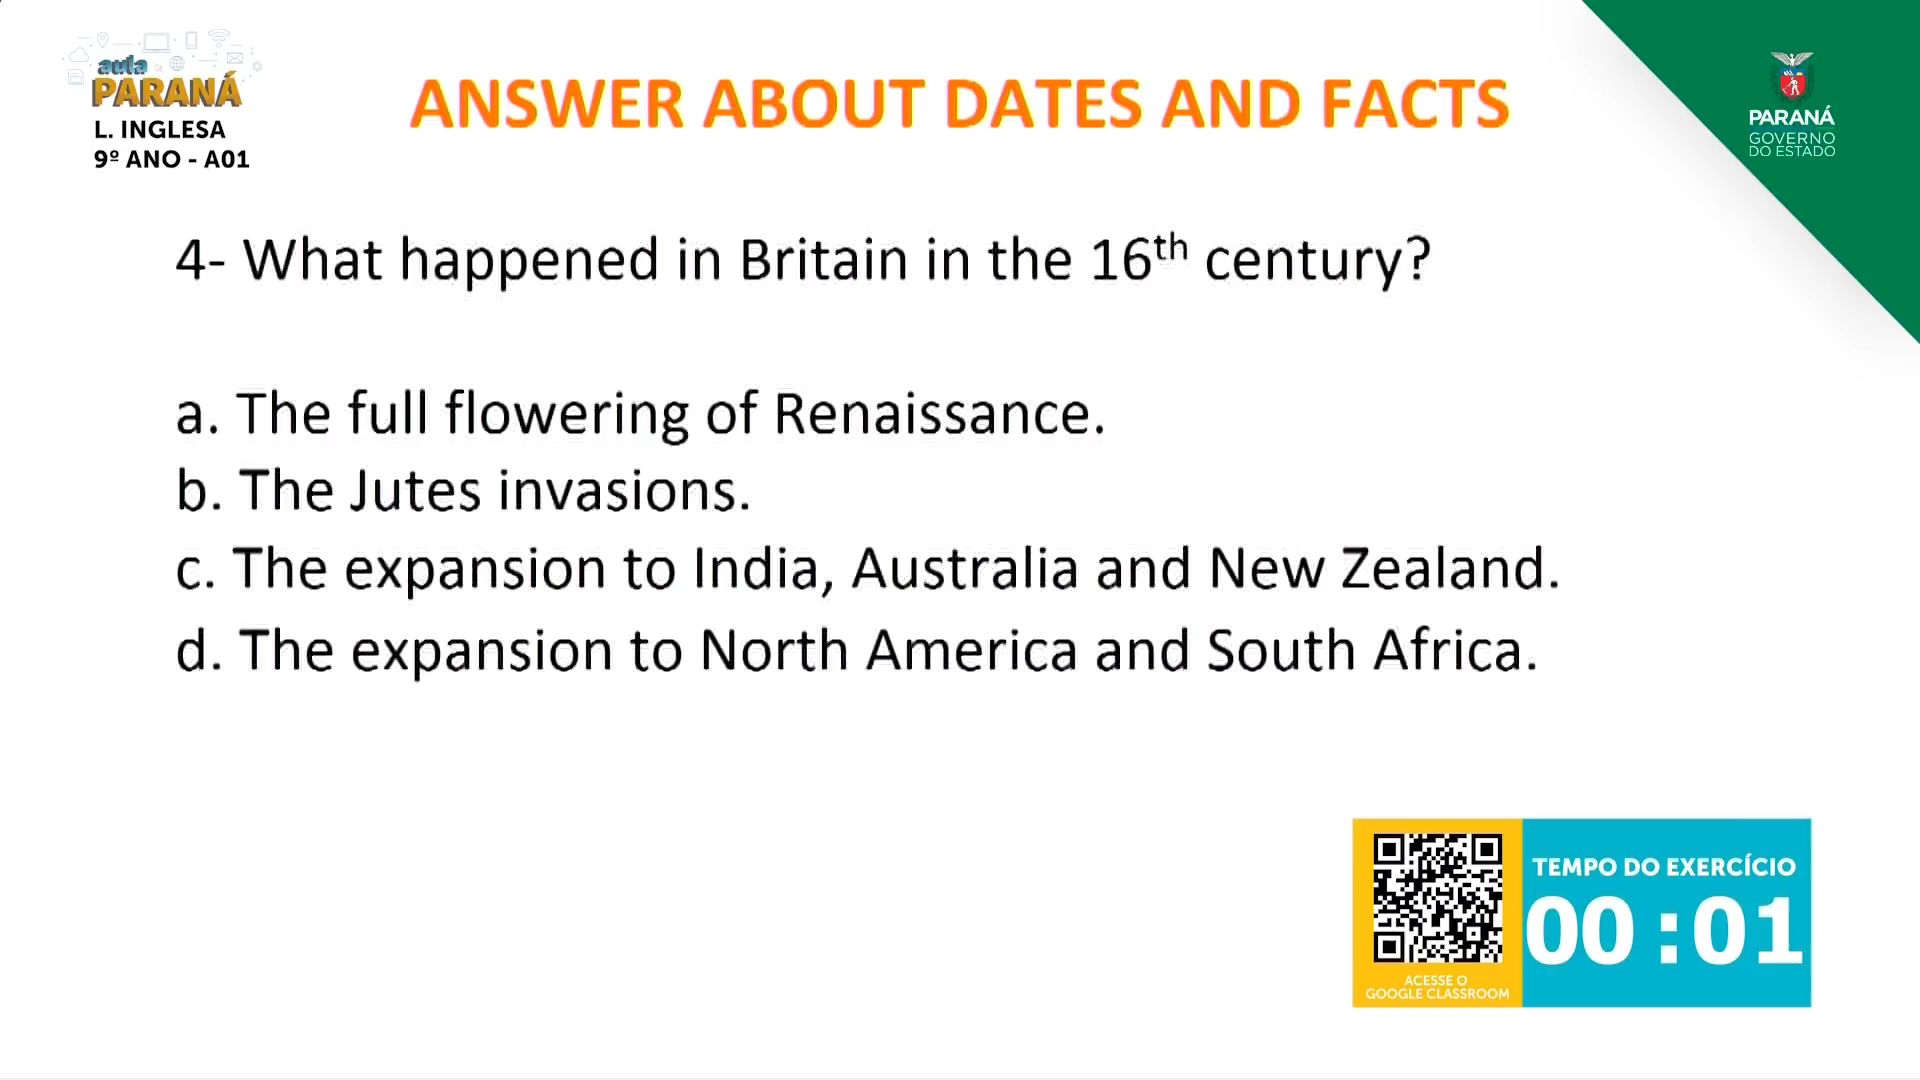 aula
PARANÁ
L. INGLESA
9º ANO - A01
ANSWER ABOUT DATES AND FACTS
PARANÁ
GOVERNO
DO ESTADO
4- What happened in Britain in the 16th century?
a. The full flowering of Renaissance.
b. The Jutes invasions.
c. The expansion to India, Australia and New Zealand.
d. The expansion to North America and South Africa.
ACESSE O
GOOGLE CLASSROOM
TEMPO DO EXERCÍCIO
00:01